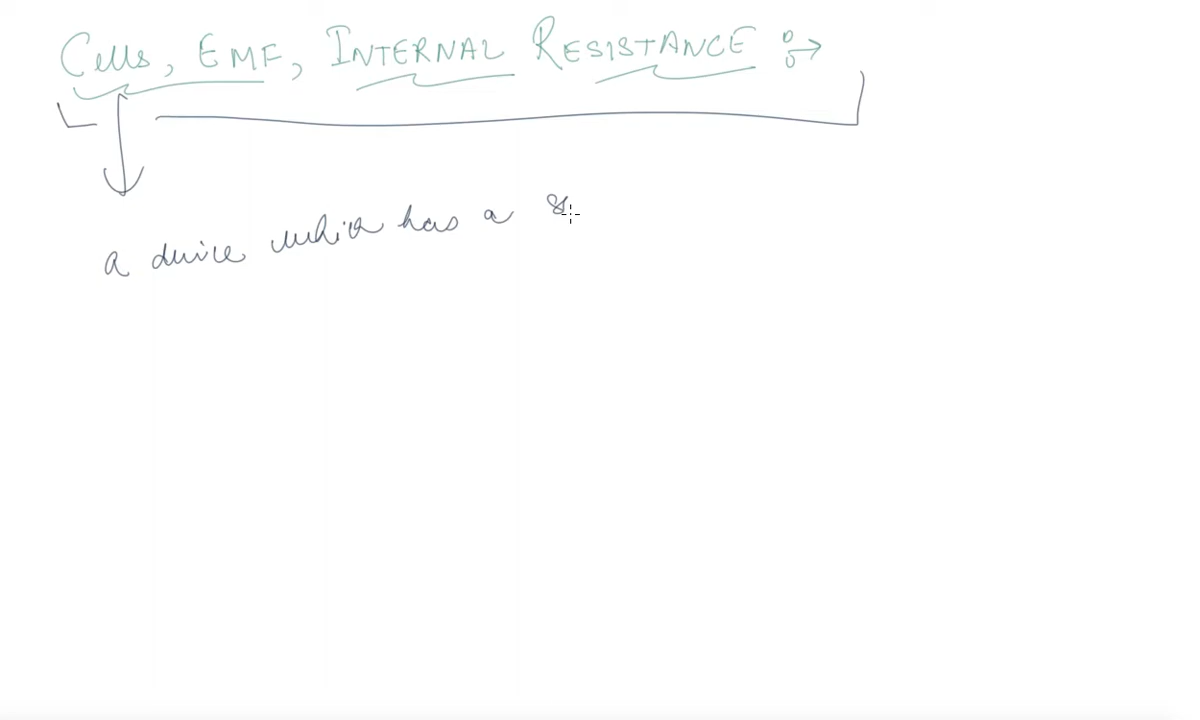 Cells, EMF, INTERNAL RESISTANCE :→
a device which has a